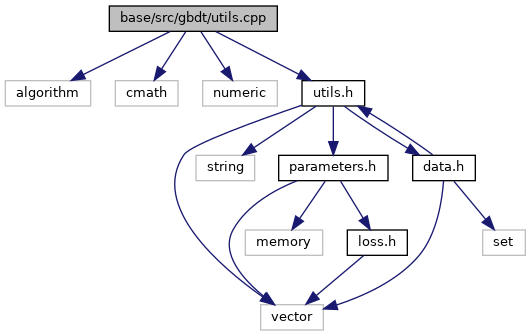 base/src/gbdt/utils.cpp
algorithm
cmath
numeric
utils.h
string
parameters.h
data.h
memory
loss.h
set
vector